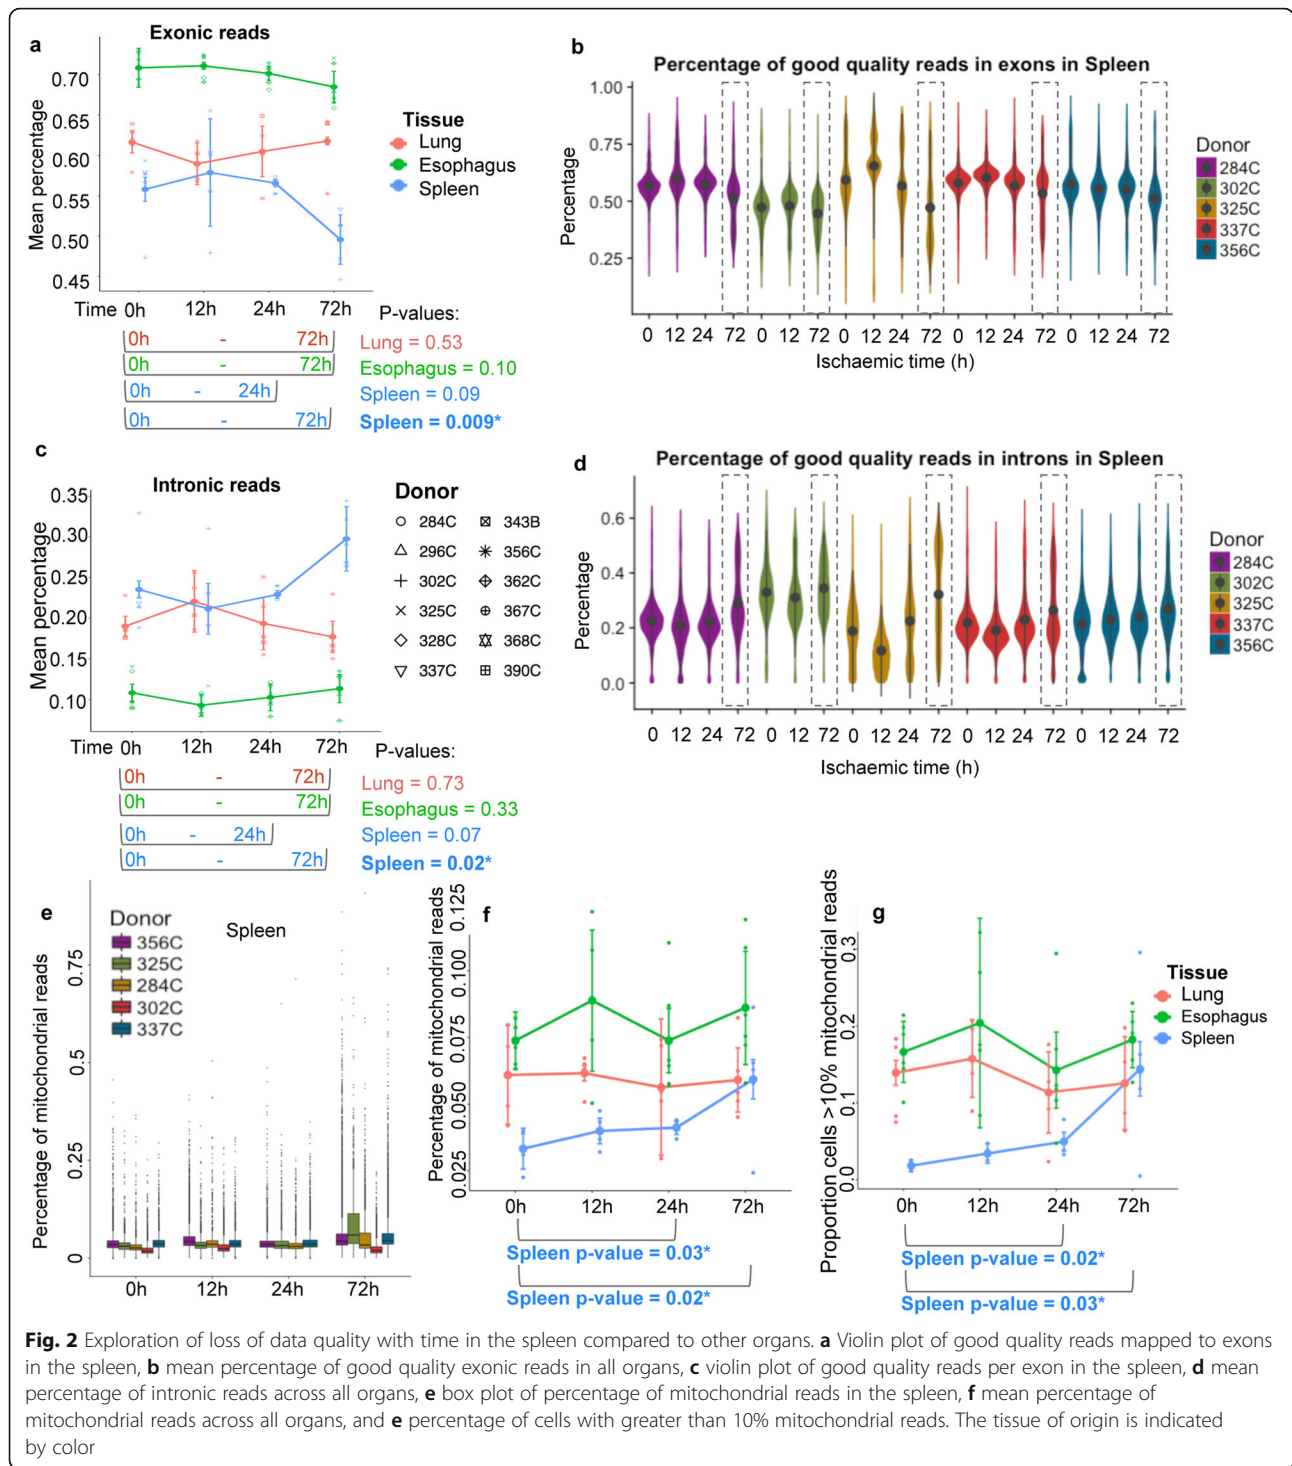 a
Exonic reads
Mean percentage
0.70
0.65
0.60
0.55
0.50
0.45
Tissue
Lung
Esophagus
Spleen
Time 0h 12h 24h 72h
P-values:
0h - 72h Lung = 0.53
0h - 72h Esophagus = 0.10
0h - 24h Spleen = 0.09
0h - 72h Spleen = 0.009*
b
Percentage of good quality reads in exons in Spleen
Percentage
1.00
0.75
0.50
0.25
0 12 24 72 0 12 24 72 0 12 24 72 0 12 24 72 0 12 24 72
Ischaemic time (h)
Donor
284C
302C
325C
337C
356C
c
Intronic reads
Mean percentage
0.35
0.30
0.25
0.20
0.15
0.10
Donor
284C 343B
296C 356C
302C 362C
325C 367C
328C 368C
337C 390C
Time 0h 12h 24h 72h
P-values:
0h - 72h Lung = 0.73
0h - 72h Esophagus = 0.33
0h - 24h Spleen = 0.07
0h - 72h Spleen = 0.02*
d
Percentage of good quality reads in introns in Spleen
Percentage
0.6
0.4
0.2
0.0
0 12 24 72 0 12 72 0 12 24 72 0 12 24 72 0 12 24 72
Ischaemic time (h)
Donor
284C
302C
325C
337C
356C
e
Spleen
Donor
356C
325C
284C
302C
337C
Percentage of mitochondrial reads
0.75
0.5
0.25
0
0h 12h 24h 72h
f
Percentage of mitochondrial reads
0.125
0.100
0.075
0.050
0.025
0h 12h 24h 72h
Spleen p-value = 0.03*
Spleen p-value = 0.02*
g
Proportion cells >10% mitochondrial reads
0.3
0.2
0.1
0.0
0h 12h 24h 72h
Spleen p-value = 0.02*
Spleen p-value = 0.03*
Tissue
Lung
Esophagus
Spleen
Fig. 2 Exploration of loss of data quality with time in the spleen compared to other organs. a Violin plot of good quality reads mapped to exons
in the spleen, b mean percentage of good quality exonic reads in all organs, c violin plot of good quality reads per exon in the spleen, d mean
percentage of intronic reads across all organs, e box plot of percentage of mitochondrial reads in the spleen, f mean percentage of
mitochondrial reads across all organs, and e percentage of cells with greater than 10% mitochondrial reads. The tissue of origin is indicated
by color